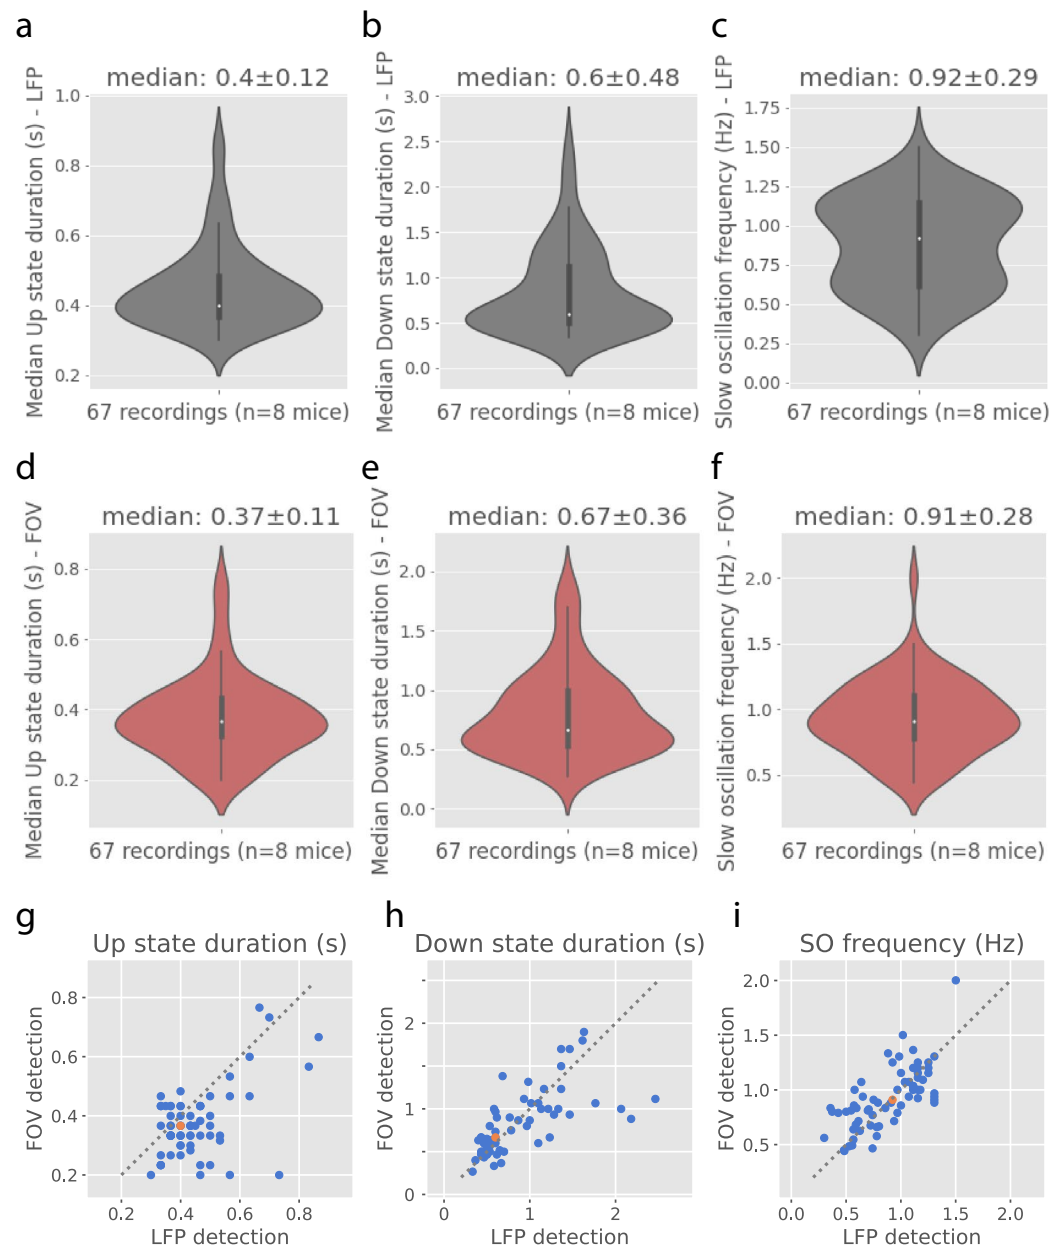 a
b
c
median: 0.4±0.12
median: 0.6±0.48
median: 0.92±0.29
Median Up state duration (s) - LFP
1.0
0.8
0.6
0.4
0.2
67 recordings (n=8 mice)
Median Down state duration (s) - LFP
3.0
2.5
2.0
1.5
1.0
0.5
0.0
67 recordings (n=8 mice)
Slow oscillation frequency (Hz) - LFP
1.75
1.50
1.25
1.00
0.75
0.50
0.25
0.00
67 recordings (n=8 mice)
d
e
f
median: 0.37±0.11
median: 0.67±0.36
median: 0.91±0.28
Median Up state duration (s) - FOV
0.8
0.6
0.4
0.2
67 recordings (n=8 mice)
Median Down state duration (s) - FOV
2.0
1.5
1.0
0.5
0.0
67 recordings (n=8 mice)
Slow oscillation frequency (Hz) - FOV
2.0
1.5
1.0
0.5
67 recordings (n=8 mice)
g
h
i
Up state duration (s)
Down state duration (s)
SO frequency (Hz)
FOV detection
0.8
0.6
0.4
0.2
0.2 0.4 0.6 0.8
LFP detection
FOV detection
2
1
0
0 1 2
LFP detection
FOV detection
2.0
1.5
1.0
0.5
0.0 0.5 1.0 1.5 2.0
LFP detection